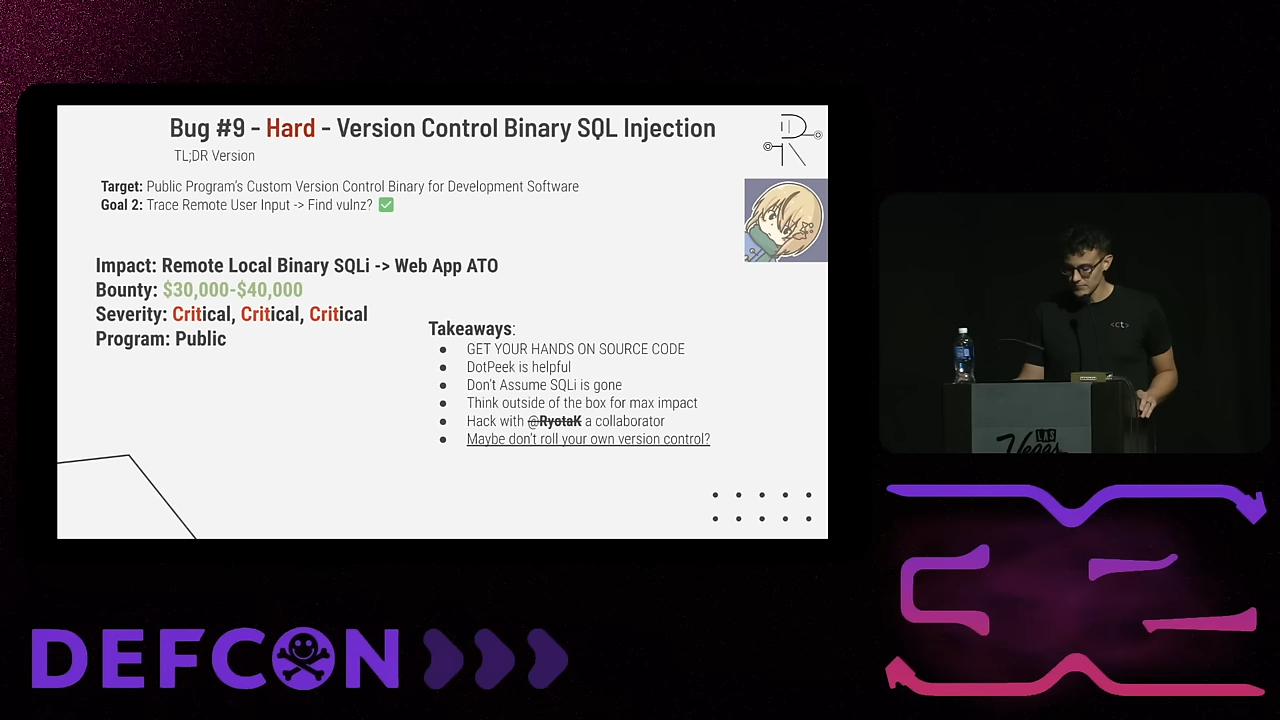 Bug #9 - Hard - Version Control Binary SQL Injection
TL;DR Version
Target: Public Program's Custom Version Control Binary for Development Software
Goal 2: Trace Remote User Input -> Find vulnz? ✅
Impact: Remote Local Binary SQLi -> Web App ATO
Bounty: $30,000-$40,000
Severity: Critical, Critical, Critical
Program: Public
Takeaways:
● GET YOUR HANDS ON SOURCE CODE
● DotPeek is helpful
● Don't Assume SQLi is gone
● Think outside of the box for max impact
● Hack with @RyotaK a collaborator
● Maybe don't roll your own version control?
<ct>
LAS
Vegas
DEFCON